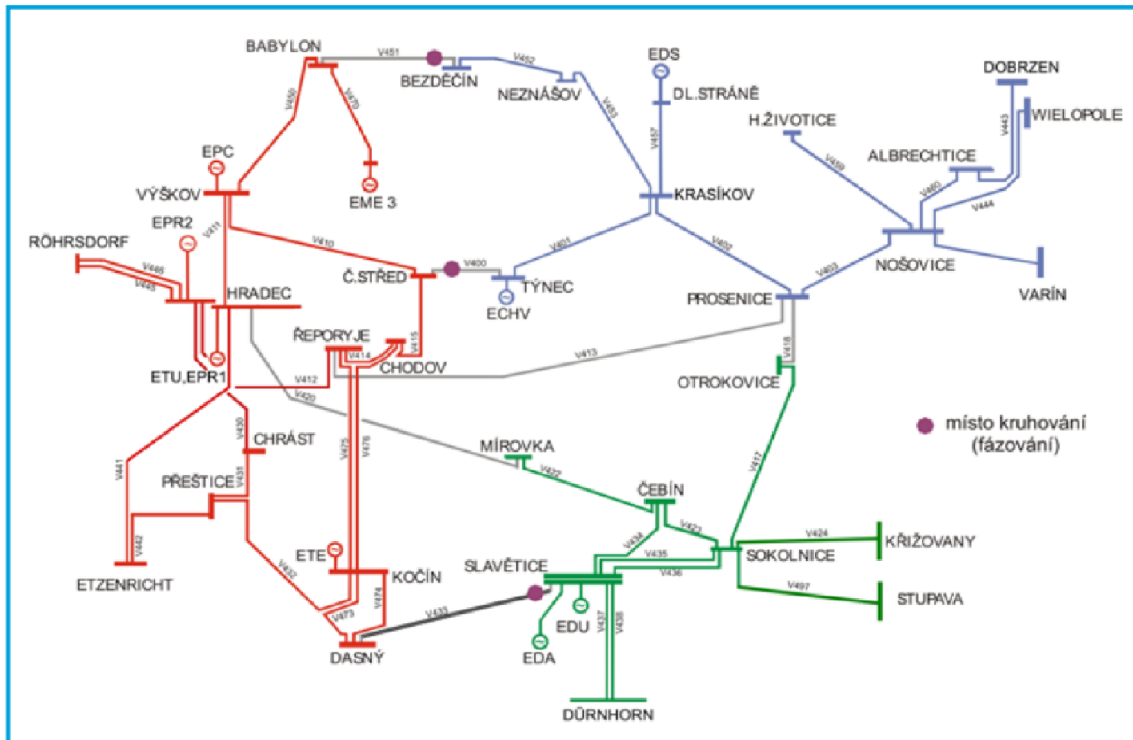 BABYLON
V451
BEZDĚČÍN
V452
NEZNÁŠOV
EDS
DL.STRÁNĚ
DOBRZEN
WIELOPOLE
H.ŽIVOTICE
ALBRECHTICE
V443
V450
V470
V453
V457
V459
V460
V444
EPC
VÝŠKOV
EME 3
KRASÍKOV
EPR2
V411
V410
V401
V402
V403
NOŠOVICE
VARÍN
RÖHRSDORF
V446
V445
HRADEC
Č.STŘED
V400
TÝNEC
ECHV
PROSENICE
ŘEPORYJE
V414
V415
CHODOV
V413
V418
OTROKOVICE
ETU,EPR1
V412
V420
místo kruhování
(fázování)
V430
CHRÁST
V425
V476
MÍROVKA
V422
V417
V441
V431
PŘEŠTICE
ČEBÍN
V423
V434
V435
V436
SOKOLNICE
V424
KŘIŽOVANY
V442
ETZENRICHT
V432
ETE
KOČÍN
SLAVĚTICE
V497
STUPAVA
V473
V474
V433
EDU
EDA
V437
V438
DASNÝ
DÜRNHORN